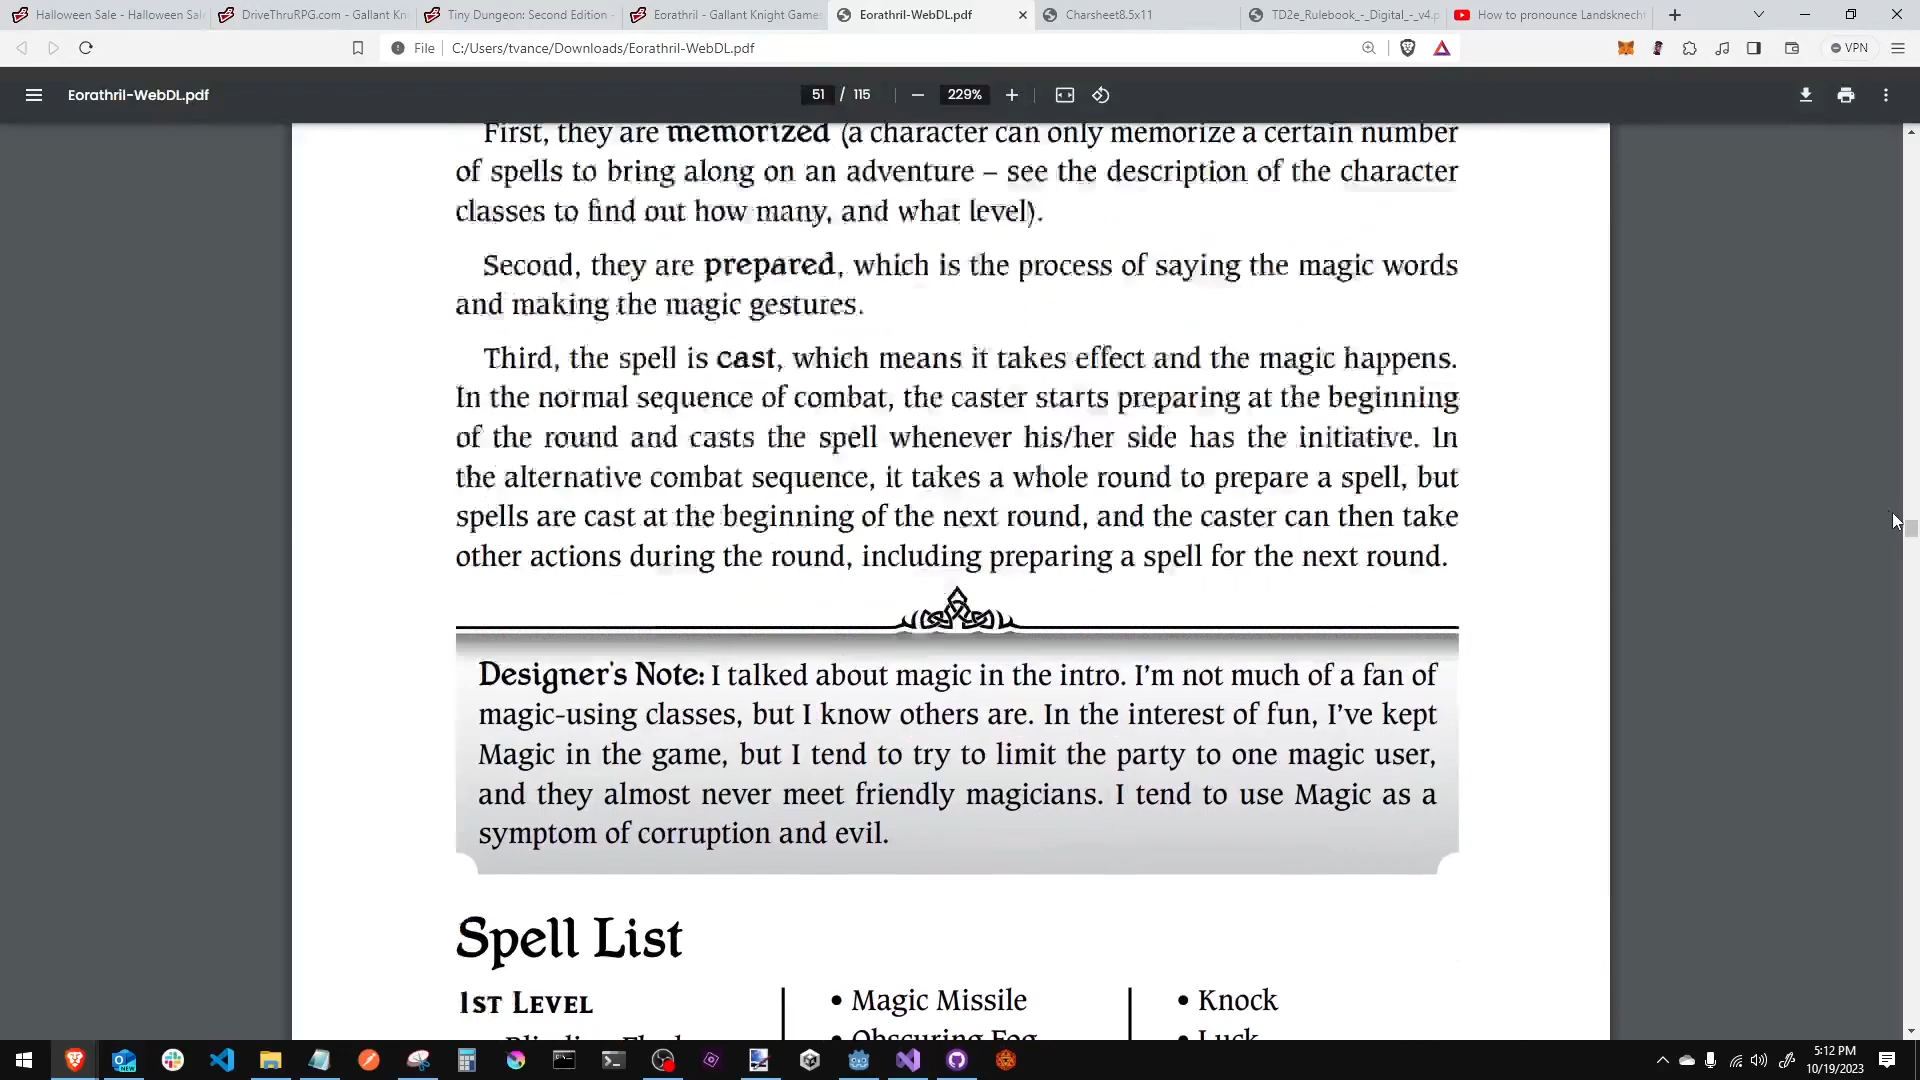 Halloween Sale - Halloween Sal
DriveThruRPG.com - Gallant Kni
Tiny Dungeon: Second Edition -
Eorathril - Gallant Knight Games
Eorathril-WebDL.pdf
Charsheet8.5x11
TD2e_Rulebook_-_Digital_-_v4.p
How to pronounce Landsknecht
File
C:/Users/tvance/Downloads/Eorathril-WebDL.pdf
VPN
Eorathril-WebDL.pdf
51 / 115
229%
First, they are memorized (a character can only memorize a certain number
of spells to bring along on an adventure – see the description of the character
classes to find out how many, and what level).
Second, they are prepared, which is the process of saying the magic words
and making the magic gestures.
Third, the spell is cast, which means it takes effect and the magic happens.
In the normal sequence of combat, the caster starts preparing at the beginning
of the round and casts the spell whenever his/her side has the initiative. In
the alternative combat sequence, it takes a whole round to prepare a spell, but
spells are cast at the beginning of the next round, and the caster can then take
other actions during the round, including preparing a spell for the next round.
Designer's Note: I talked about magic in the intro. I'm not much of a fan of
magic-using classes, but I know others are. In the interest of fun, I've kept
Magic in the game, but I tend to try to limit the party to one magic user,
and they almost never meet friendly magicians. I tend to use Magic as a
symptom of corruption and evil.
Spell List
1st Level
• Magic Missile
• Knock
Blinding Flash
• Obscuring Fog
• Luck
NEW
5:12 PM
10/19/2023